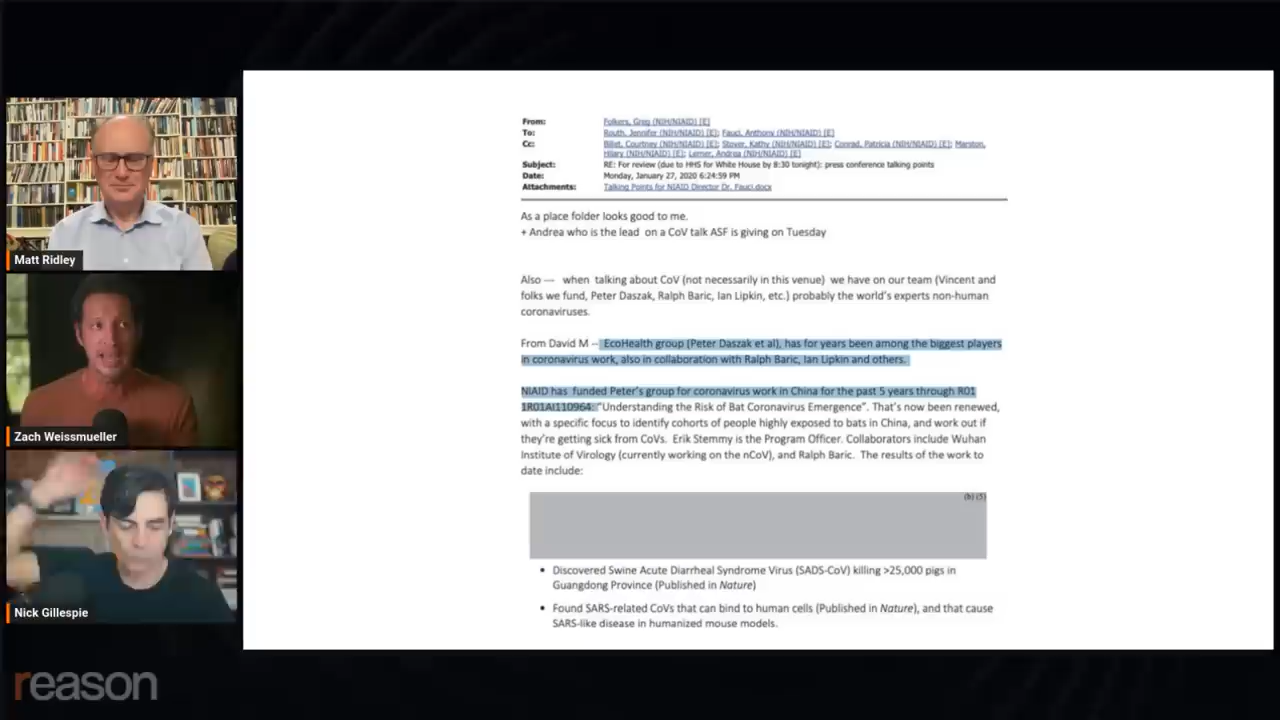 From: Folkers, Greg (NIH/NIAID) [E]
To: Routh, Jennifer (NIH/NIAID) [E]; Fauci, Anthony (NIH/NIAID) [E]
Cc: Billet, Courtney (NIH/NIAID) [E]; Stover, Kathy (NIH/NIAID) [E]; Conrad, Patricia (NIH/NIAID) [E]; Marston,
Hilary (NIH/NIAID) [E]; Lerner, Andrea (NIH/NIAID) [E]
Subject: RE: For review (due to HHS for White House by 8:30 tonight): press conference talking points
Date: Monday, January 27, 2020 6:24:59 PM
Attachments: Talking Points for NIAID Director Dr. Fauci.docx
As a place folder looks good to me.
+ Andrea who is the lead on a CoV talk ASF is giving on Tuesday
Also --- when talking about CoV (not necessarily in this venue) we have on our team (Vincent and
folks we fund, Peter Daszak, Ralph Baric, Ian Lipkin, etc.) probably the world's experts non-human
coronaviruses.
From David M -- EcoHealth group (Peter Daszak et al), has for years been among the biggest players
in coronavirus work, also in collaboration with Ralph Baric, Ian Lipkin and others.
NIAID has funded Peter's group for coronavirus work in China for the past 5 years through R01
1R01AI110964: "Understanding the Risk of Bat Coronavirus Emergence". That's now been renewed,
with a specific focus to identify cohorts of people highly exposed to bats in China, and work out if
they're getting sick from CoVs. Erik Stemmy is the Program Officer. Collaborators include Wuhan
Institute of Virology (currently working on the nCoV), and Ralph Baric. The results of the work to
date include:
(b) (5)
• Discovered Swine Acute Diarrheal Syndrome Virus (SADS-CoV) killing >25,000 pigs in
Guangdong Province (Published in Nature)
• Found SARS-related CoVs that can bind to human cells (Published in Nature), and that cause
SARS-like disease in humanized mouse models.
Matt Ridley
Zach Weissmueller
Nick Gillespie
reason